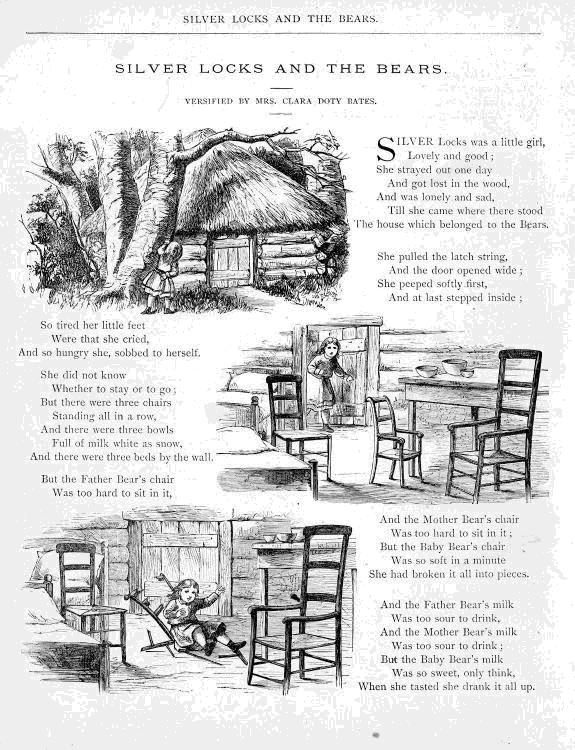 SILVER LOCKS AND THE BEARS.
SILVER LOCKS AND THE BEARS.
VERSIFIED BY MRS. CLARA DOTY BATES.
SILVER Locks was a little girl,
Lovely and good;
She strayed out one day
And got lost in the wood,
And was lonely and sad,
Till she came where there stood
The house which belonged to the Bears.
She pulled the latch string,
And the door opened wide;
She peeped softly first,
And at last stepped inside;
So tired her little feet
Were that she cried,
And so hungry she, sobbed to herself.
She did not know
Whether to stay or to go;
But there were three chairs
Standing all in a row,
And there were three bowls
Full of milk white as snow,
And there were three beds by the wall.
But the Father Bear's chair
Was too hard to sit in it,
And the Mother Bear's chair
Was too hard to sit in it;
But the Baby Bear's chair
Was so soft in a minute
She had broken it all into pieces.
And the Father Bear's milk
Was too sour to drink,
And the Mother Bear's milk
Was too sour to drink;
But the Baby Bear's milk
Was so sweet, only think,
When she tasted she drank it all up.